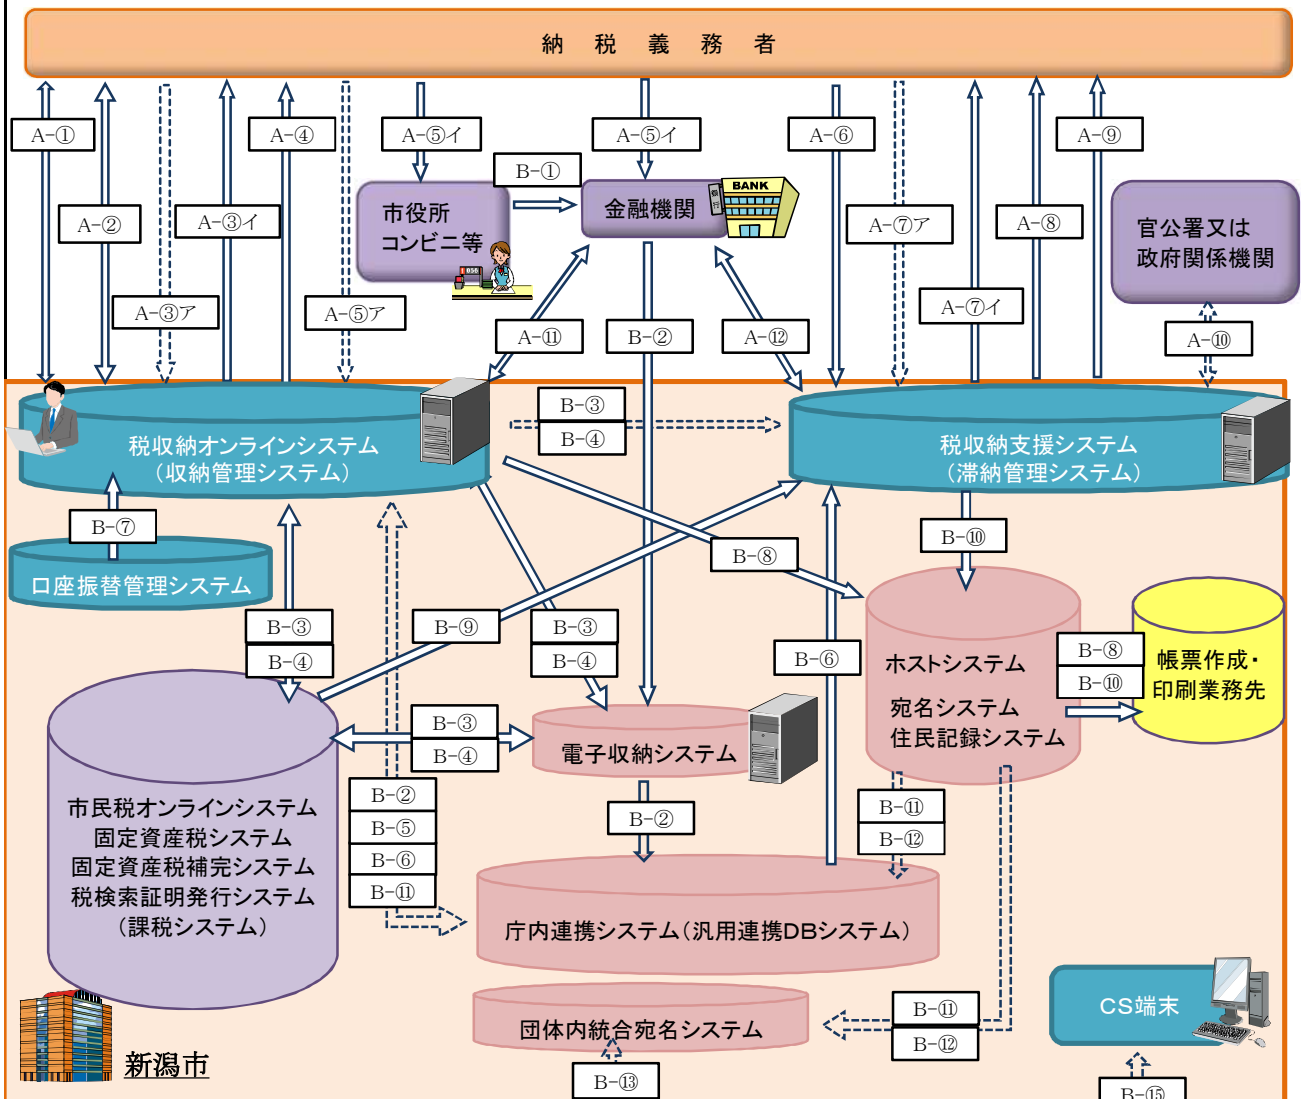 納 税 義 務 者
A-①
A-②
A-③ア
A-③イ
A-④
A-⑤ア
A-⑤イ
A-⑤イ
A-⑥
A-⑦ア
A-⑦イ
A-⑧
A-⑨
B-①
市役所
コンビニ等
金融機関
BANK
銀行
官公署又は
政府関係機関
A-⑩
A-⑪
B-②
A-⑫
税収納オンラインシステム
（収納管理システム）
B-③
B-④
税収納支援システム
（滞納管理システム）
B-⑦
口座振替管理システム
B-⑧
B-⑩
B-③
B-④
B-⑨
B-③
B-④
B-⑥
ホストシステム
宛名システム
住民記録システム
B-⑧
B-⑩
帳票作成・
印刷業務先
B-③
B-④
電子収納システム
市民税オンラインシステム
固定資産税システム
固定資産税補完システム
税検索証明発行システム
（課税システム）
B-②
B-⑤
B-⑥
B-⑪
B-②
B-⑪
B-⑫
庁内連携システム（汎用連携DBシステム）
団体内統合宛名システム
B-⑪
B-⑫
CS端末
新潟市
B-⑬
B-⑮